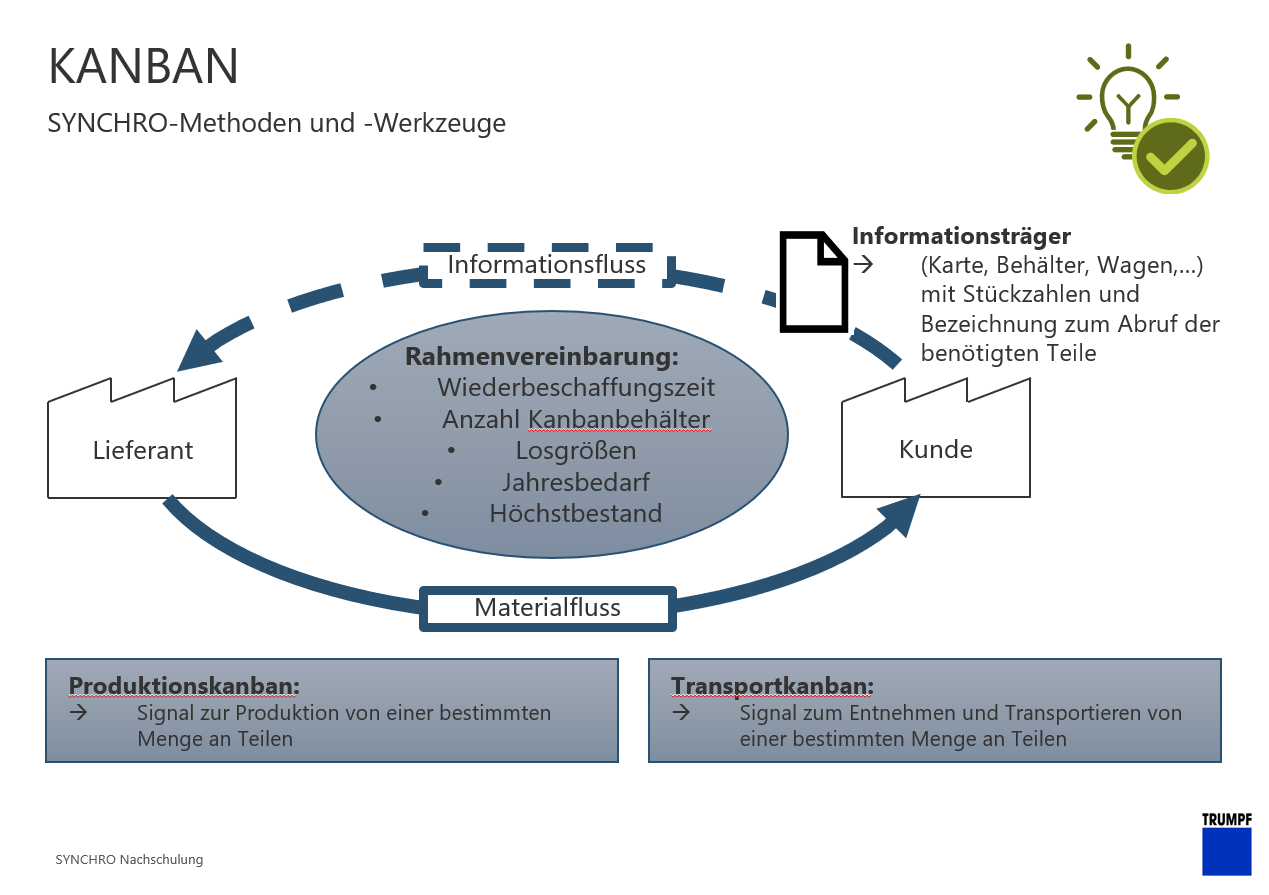 KANBAN
SYNCHRO-Methoden und -Werkzeuge
Informationsfluss
Informationsträger
→ (Karte, Behälter, Wagen,…)
mit Stückzahlen und
Bezeichnung zum Abruf der
benötigten Teile
Rahmenvereinbarung:
• Wiederbeschaffungszeit
• Anzahl Kanbanbehälter
• Losgrößen
• Jahresbedarf
• Höchstbestand
Lieferant
Kunde
Materialfluss
Produktionskanban:
→ Signal zur Produktion von einer bestimmten
Menge an Teilen
Transportkanban:
→ Signal zum Entnehmen und Transportieren von
einer bestimmten Menge an Teilen
TRUMPF
SYNCHRO Nachschulung